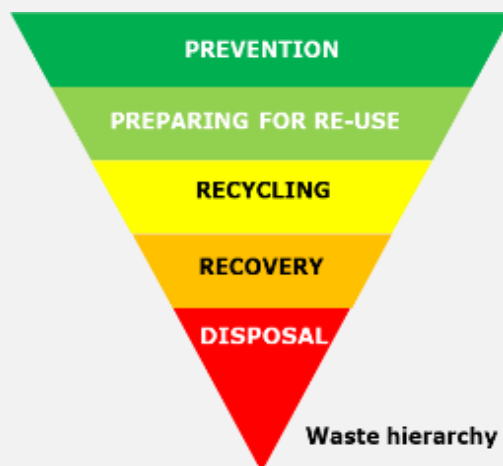 PREVENTION
PREPARING FOR RE-USE
RECYCLING
RECOVERY
DISPOSAL
Waste hierarchy